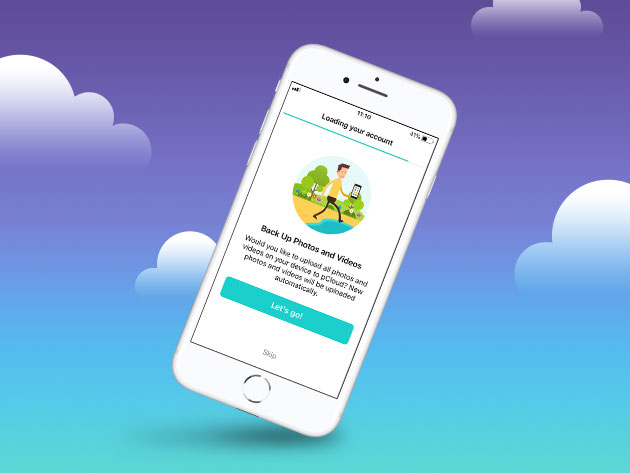 11:10
41%
Loading your account
Back Up Photos and Videos
Would you like to upload all photos and
videos on your device to pCloud? New
photos and videos will be uploaded
automatically.
Let's go!
Skip